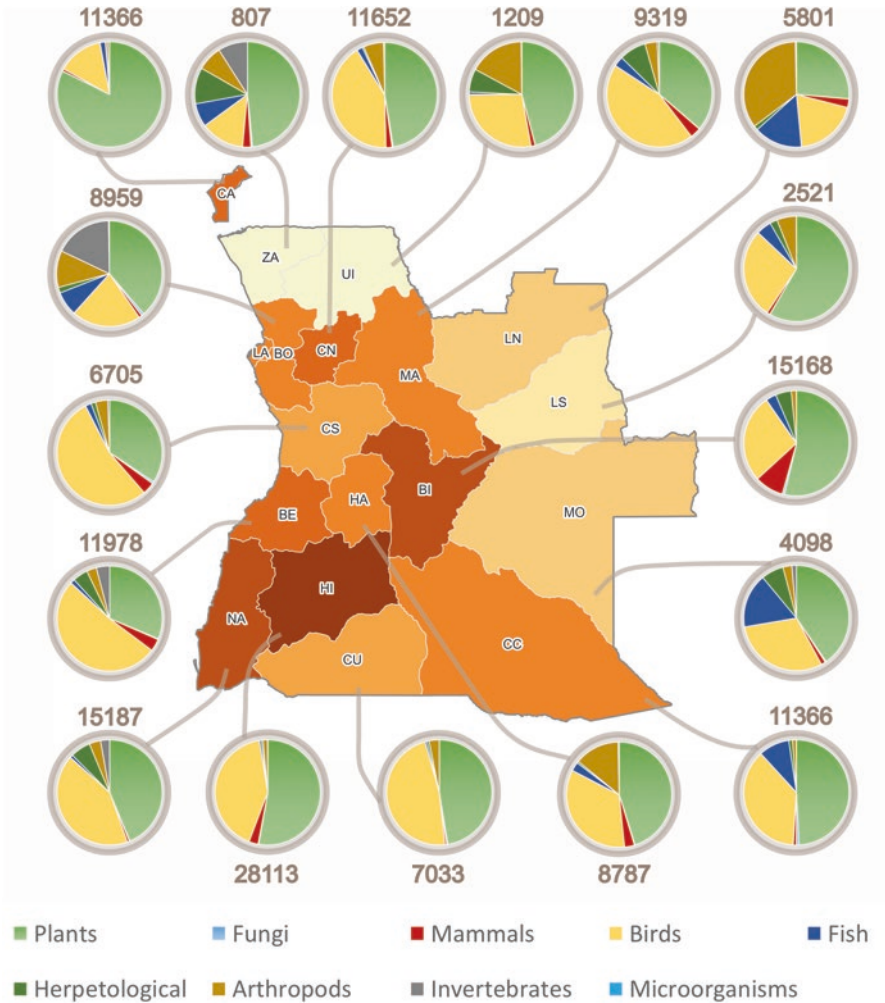 11366 807 11652 1209 9319 5801
CA
8959 2521
ZA
UI
LN
LA BO CN
MA
6705 15168
LS
CS
BI
HA
BE MO
11978 4098
HI
NA
CC
CU
15187 11366
28113 7033 8787
Plants Fungi Mammals Birds Fish
Herpetological Arthropods Invertebrates Microorganisms